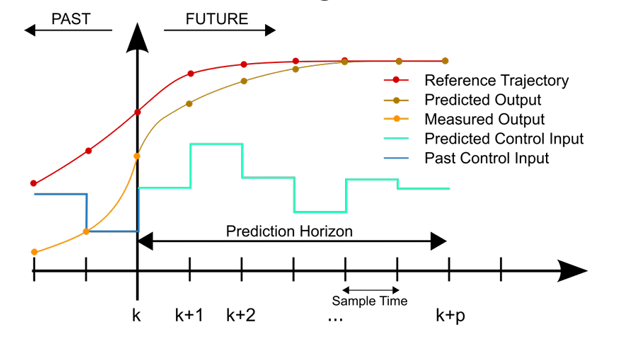 PAST
FUTURE
Reference Trajectory
Predicted Output
Measured Output
Predicted Control Input
Past Control Input
Prediction Horizon
Sample Time
k
k+1
k+2
...
k+p